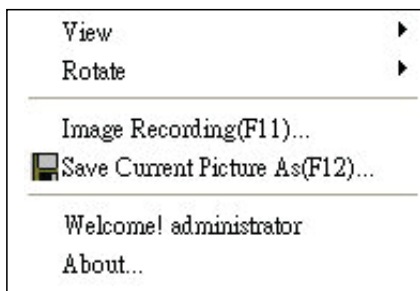 View
Rotate
Image Recording(F11)...
Save Current Picture As(F12)...
Welcome! administrator
About...